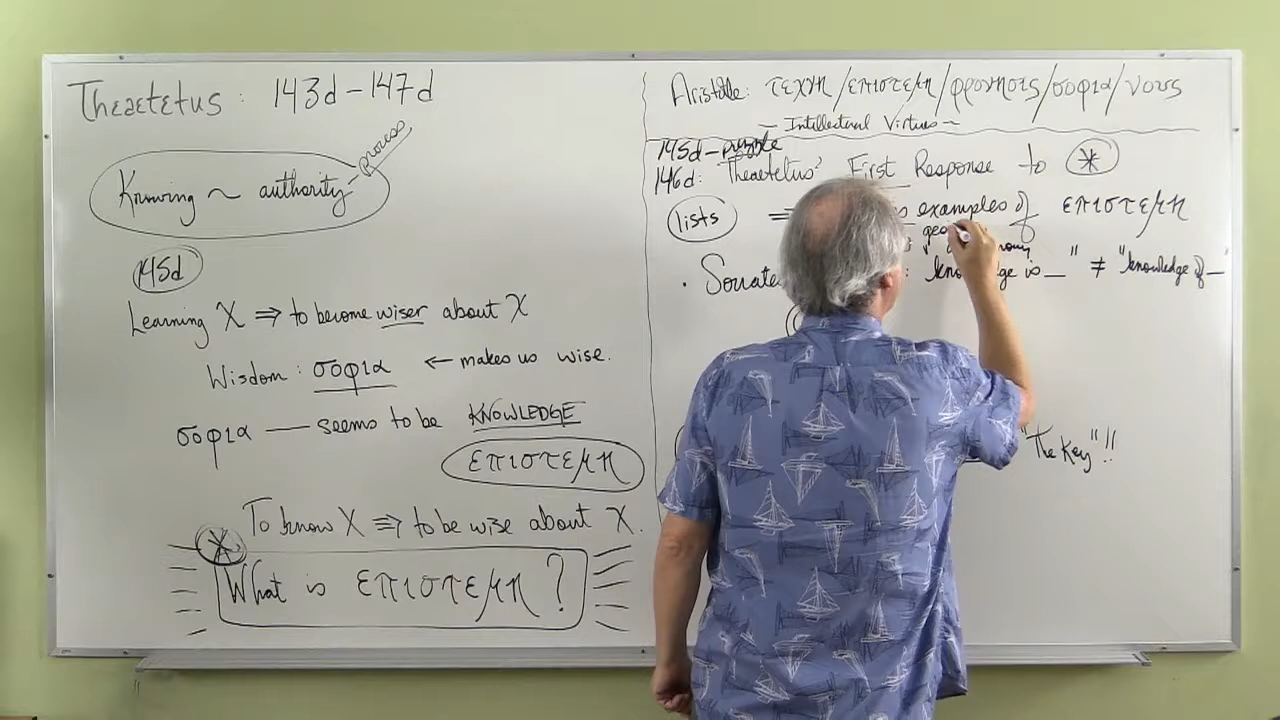 Theaetetus: 143d-147d
Knowing ~ authority - process
145d
Learning X ⇒ to become wiser about X
Wisdom: σοφια ← makes us wise.
σοφια — seems to be KNOWLEDGE
επιστεμη
To know X ⇒ to be wise about X.
* What is επιστεμη?
Aristotle: τεχνη/επιστεμη/φρονησις/σοφια/νους
- Intellectual Virtues -
145d - puzzle
146d: Theaetetus' First Response to *
lists ⇒ examples of επιστεμη
• "knowledge is _" ≠ "knowledge of _
"The Key"!!